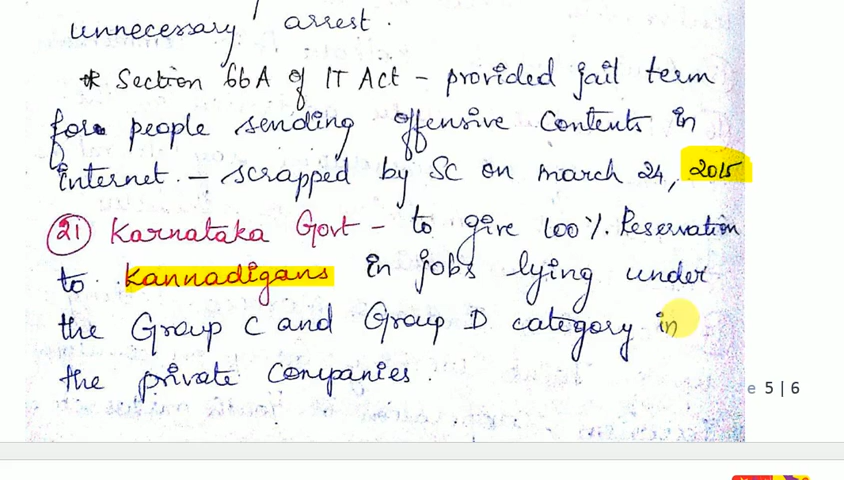 unnecessary arrest.
* Section 66A of IT Act - provided jail term
for people sending offensive Contents in
internet. - scrapped by SC on march 24, 2015
21 Karnataka Govt - to give 100% Reservation
to Kannadigans in jobs lying under
the Group C and Group D category in
the private Companies.
e 5 | 6